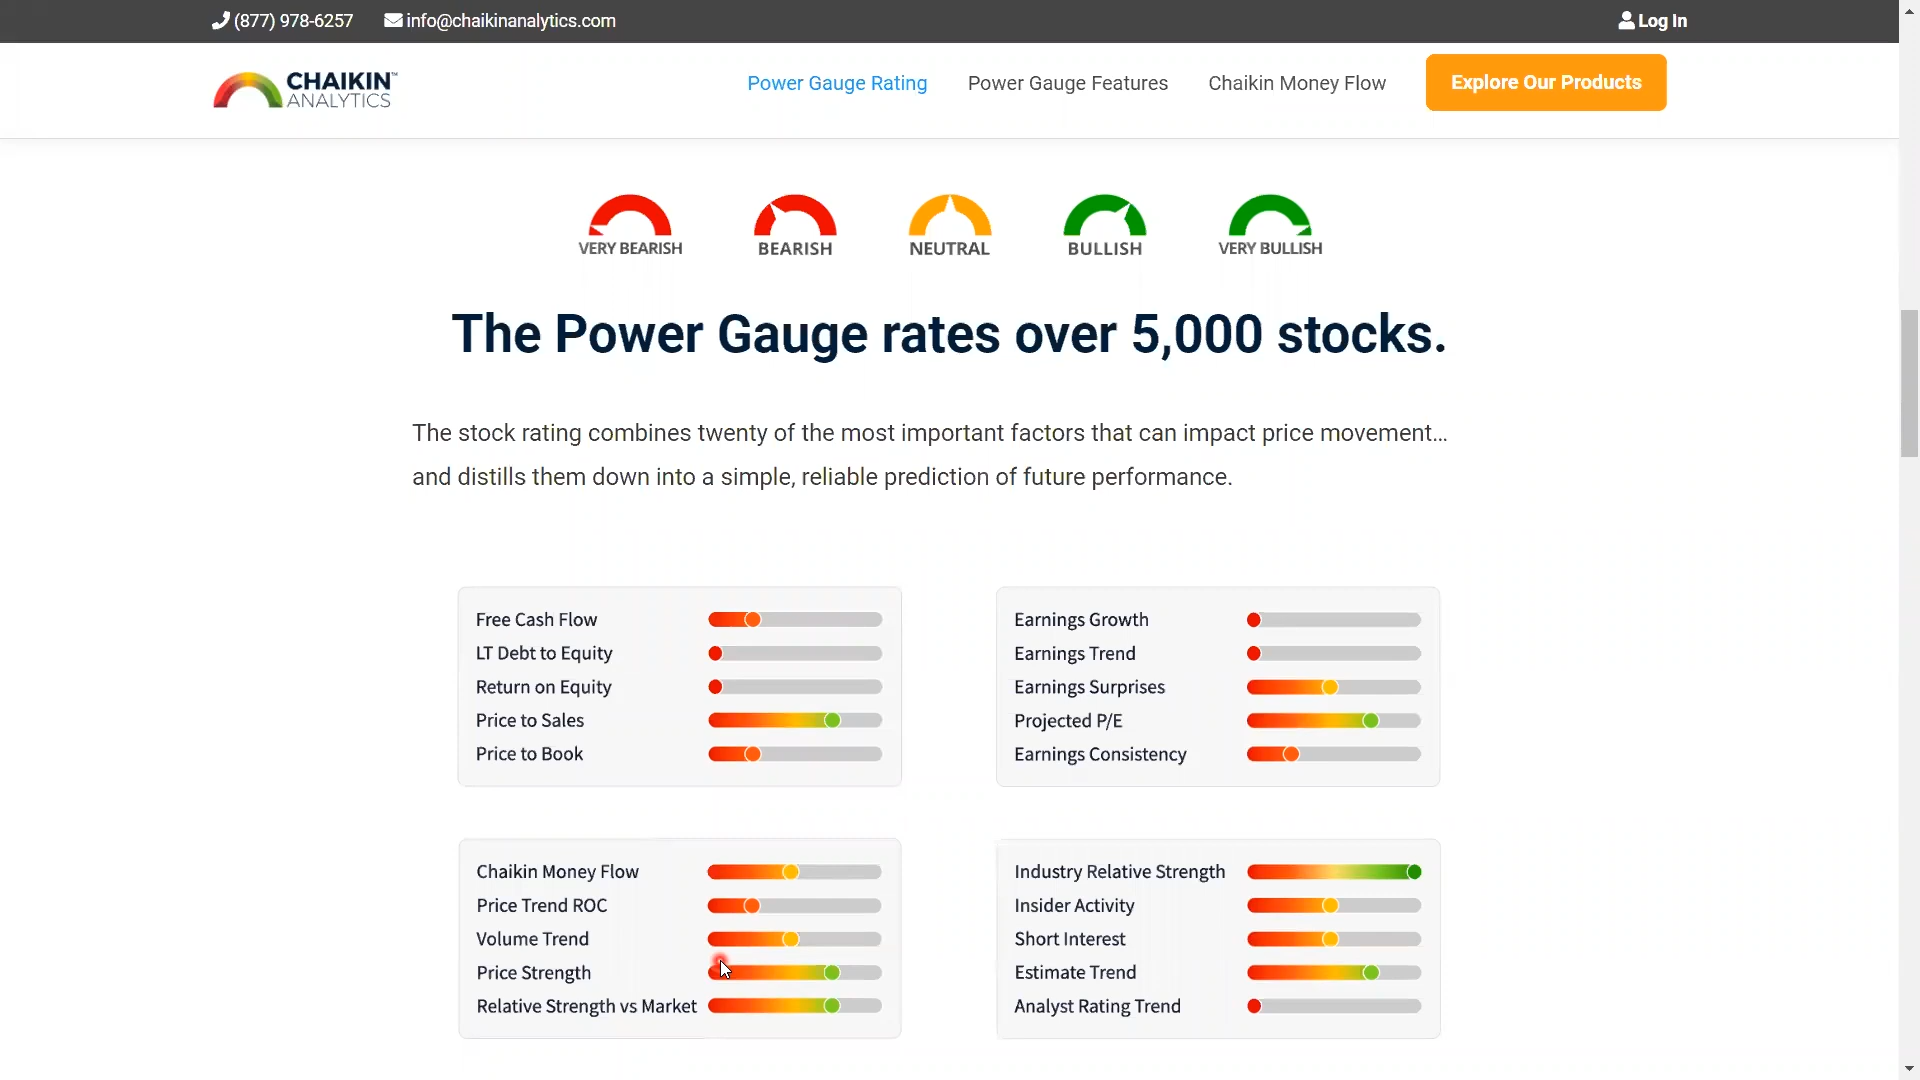 (877) 978-6257 info@chaikinanalytics.com Log In
CHAIKIN™
ANALYTICS
Power Gauge Rating Power Gauge Features Chaikin Money Flow Explore Our Products
VERY BEARISH BEARISH NEUTRAL BULLISH VERY BULLISH
The Power Gauge rates over 5,000 stocks.
The stock rating combines twenty of the most important factors that can impact price movement...
and distills them down into a simple, reliable prediction of future performance.
Free Cash Flow
LT Debt to Equity
Return on Equity
Price to Sales
Price to Book
Earnings Growth
Earnings Trend
Earnings Surprises
Projected P/E
Earnings Consistency
Chaikin Money Flow
Price Trend ROC
Volume Trend
Price Strength
Relative Strength vs Market
Industry Relative Strength
Insider Activity
Short Interest
Estimate Trend
Analyst Rating Trend